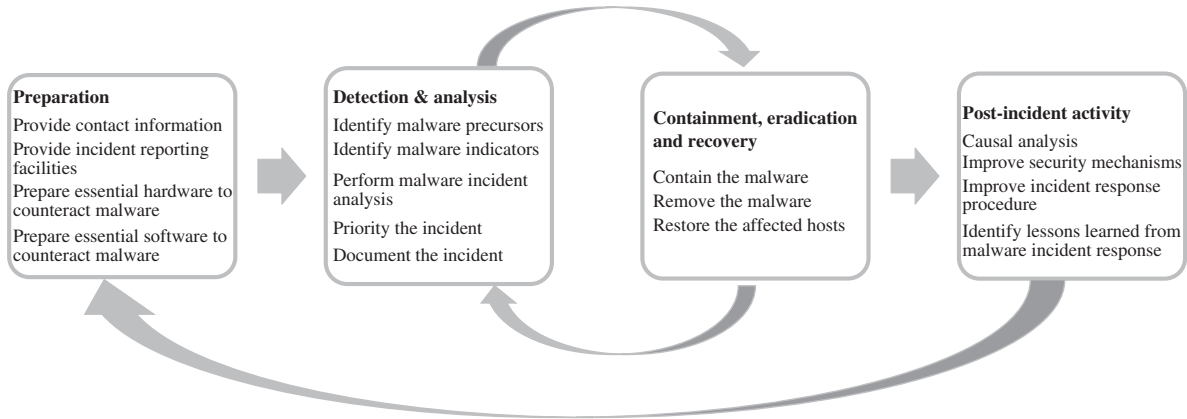 Preparation
Provide contact information
Provide incident reporting
facilities
Prepare essential hardware to
counteract malware
Prepare essential software to
counteract malware
Detection & analysis
Identify malware precursors
Identify malware indicators
Perform malware incident
analysis
Priority the incident
Document the incident
Containment, eradication
and recovery
Contain the malware
Remove the malware
Restore the affected hosts
Post-incident activity
Causal analysis
Improve security mechanisms
Improve incident response
procedure
Identify lessons learned from
malware incident response